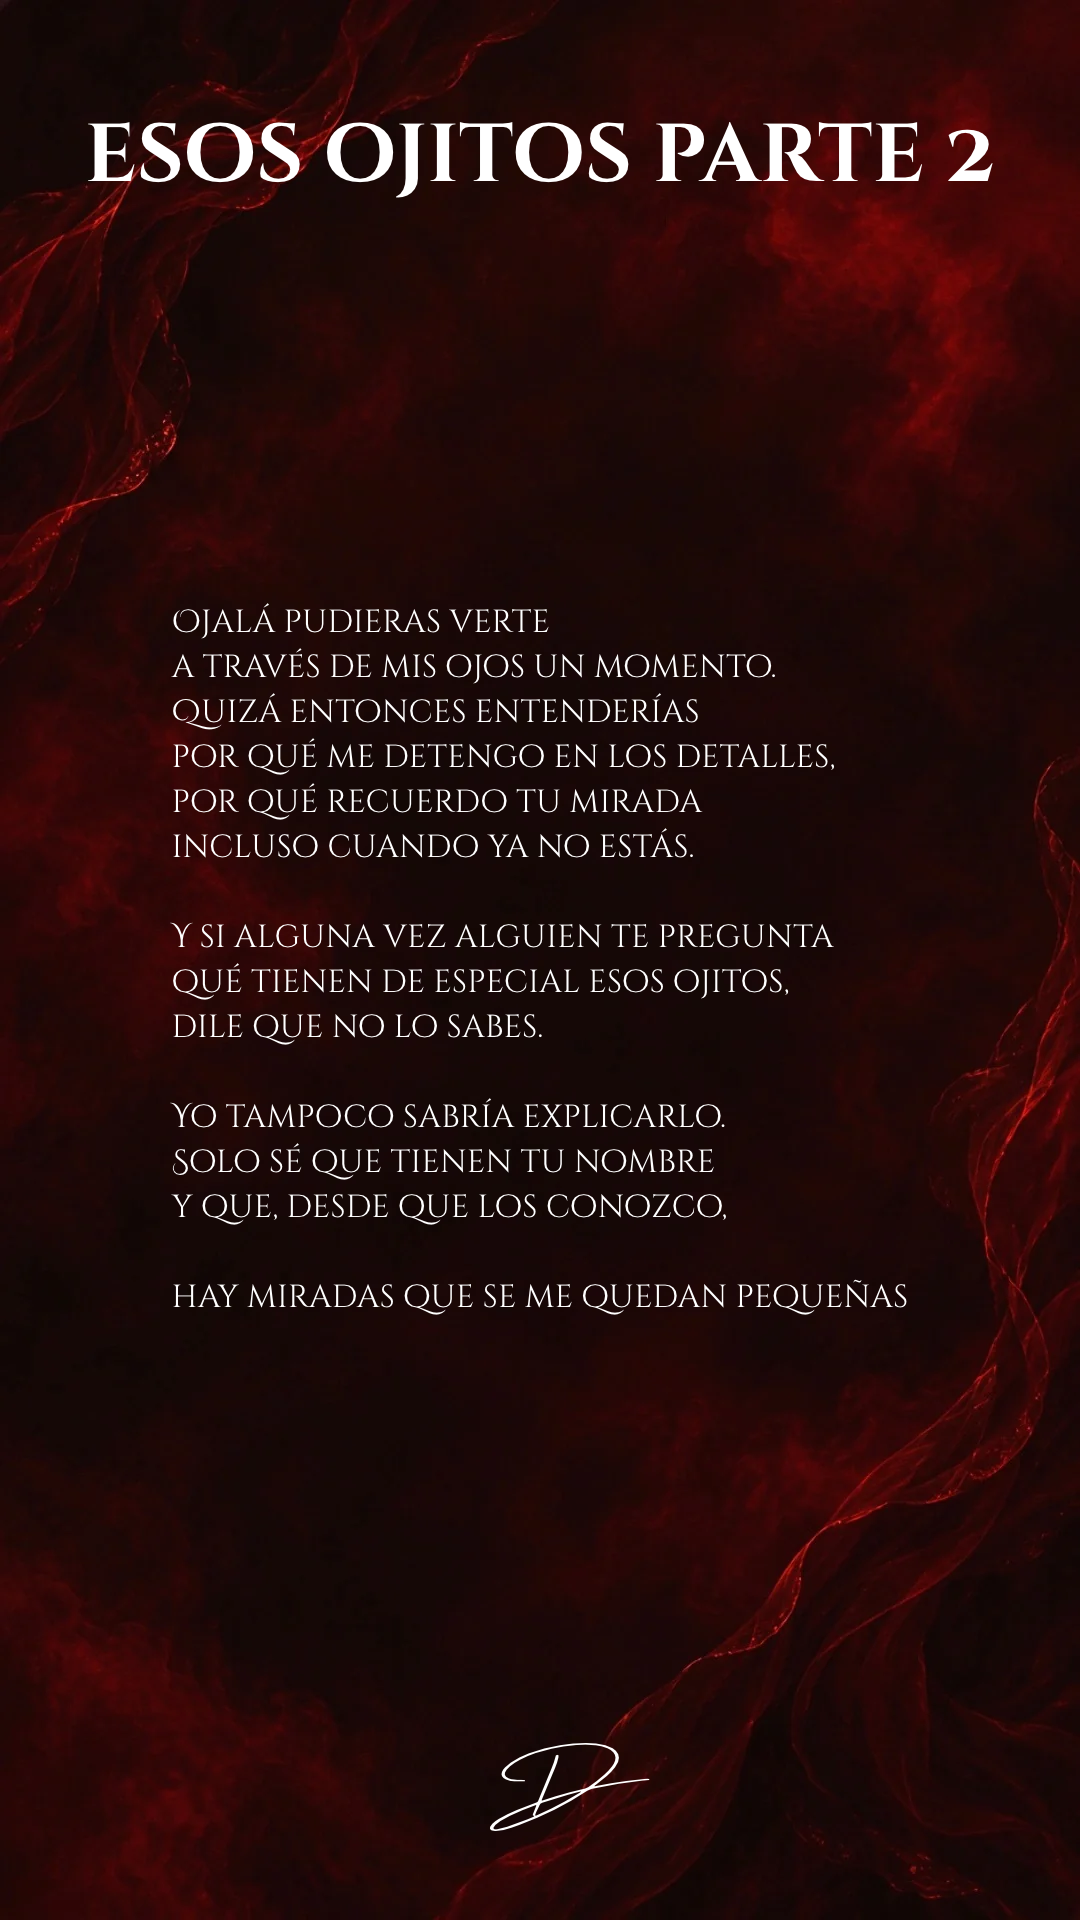 ESOS OJITOS PARTE 2
OJALÁ PUDIERAS VERTE
A TRAVÉS DE MIS OJOS UN MOMENTO.
QUIZÁ ENTONCES ENTENDERÍAS
POR QUÉ ME DETENGO EN LOS DETALLES,
POR QUÉ RECUERDO TU MIRADA
INCLUSO CUANDO YA NO ESTÁS.
Y SI ALGUNA VEZ ALGUIEN TE PREGUNTA
QUÉ TIENEN DE ESPECIAL ESOS OJITOS,
DILE QUE NO LO SABES.
YO TAMPOCO SABRÍA EXPLICARLO.
SOLO SÉ QUE TIENEN TU NOMBRE
Y QUE, DESDE QUE LOS CONOZCO,
HAY MIRADAS QUE SE ME QUEDAN PEQUEÑAS
D